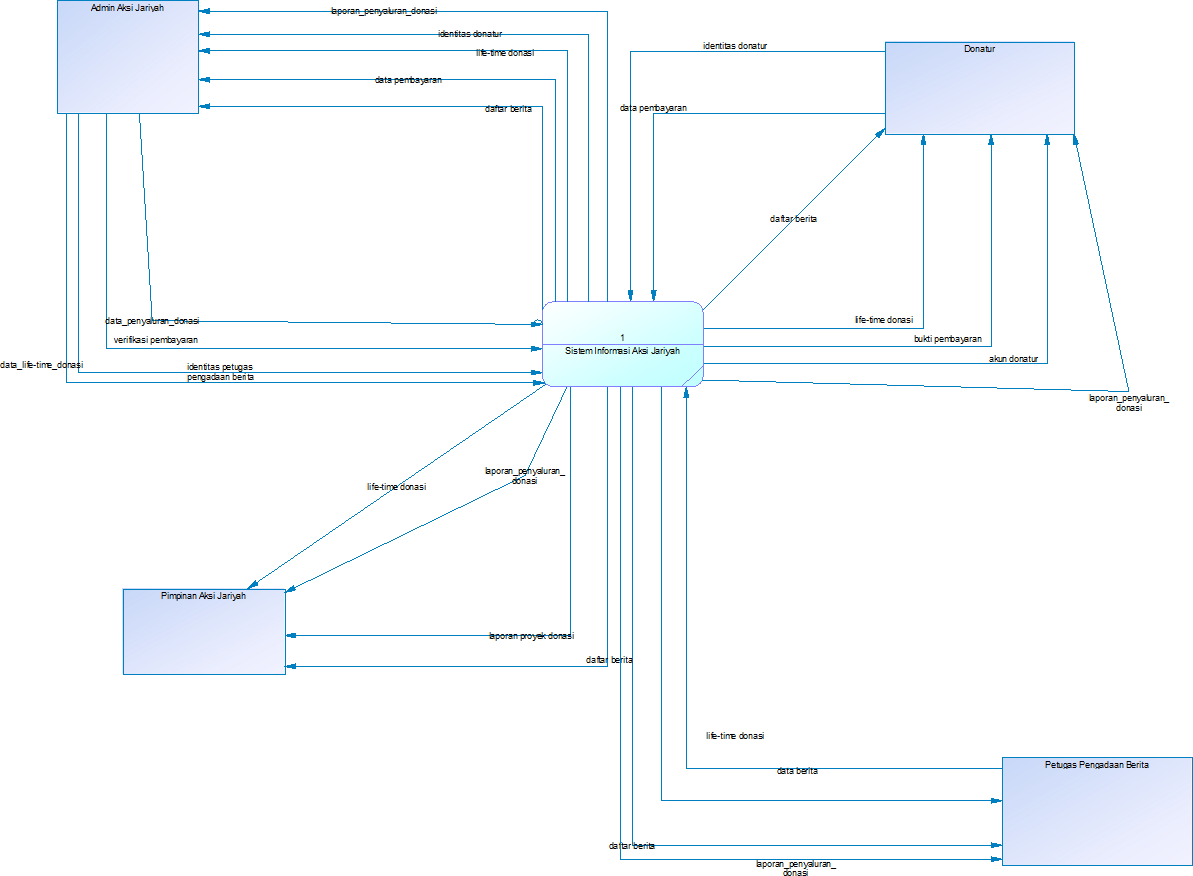 Admin Aksi Jariyah
laporan_penyaluran_donasi
identitas donatur
life-time donasi
data pembayaran
daftar berita
identitas donatur
Donatur
data pembayaran
daftar berita
data_penyaluran_donasi
verifikasi pembayaran
data_life-time_donasi
identitas petugas
pengadaan berita
1
Sistem Informasi Aksi Jariyah
life-time donasi
bukti pembayaran
akun donatur
laporan_penyaluran_
donasi
life-time donasi
laporan_penyaluran_
donasi
Pimpinan Aksi Jariyah
laporan proyek donasi
daftar berita
life-time donasi
data berita
Petugas Pengadaan Berita
daftar berita
laporan_penyaluran_
donasi